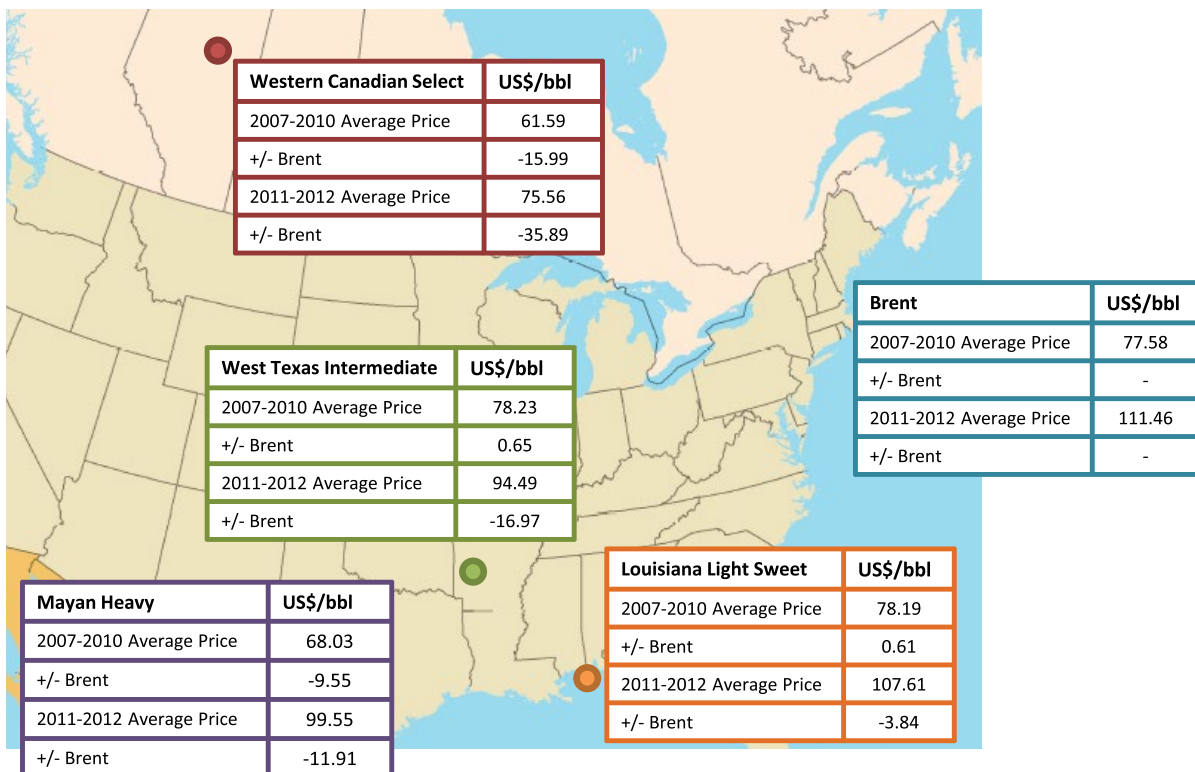 Western Canadian Select US$/bbl
2007-2010 Average Price 61.59
+/- Brent -15.99
2011-2012 Average Price 75.56
+/- Brent -35.89
Brent US$/bbl
2007-2010 Average Price 77.58
+/- Brent -
2011-2012 Average Price 111.46
+/- Brent -
West Texas Intermediate US$/bbl
2007-2010 Average Price 78.23
+/- Brent 0.65
2011-2012 Average Price 94.49
+/- Brent -16.97
Louisiana Light Sweet US$/bbl
2007-2010 Average Price 78.19
+/- Brent 0.61
2011-2012 Average Price 107.61
+/- Brent -3.84
Mayan Heavy US$/bbl
2007-2010 Average Price 68.03
+/- Brent -9.55
2011-2012 Average Price 99.55
+/- Brent -11.91